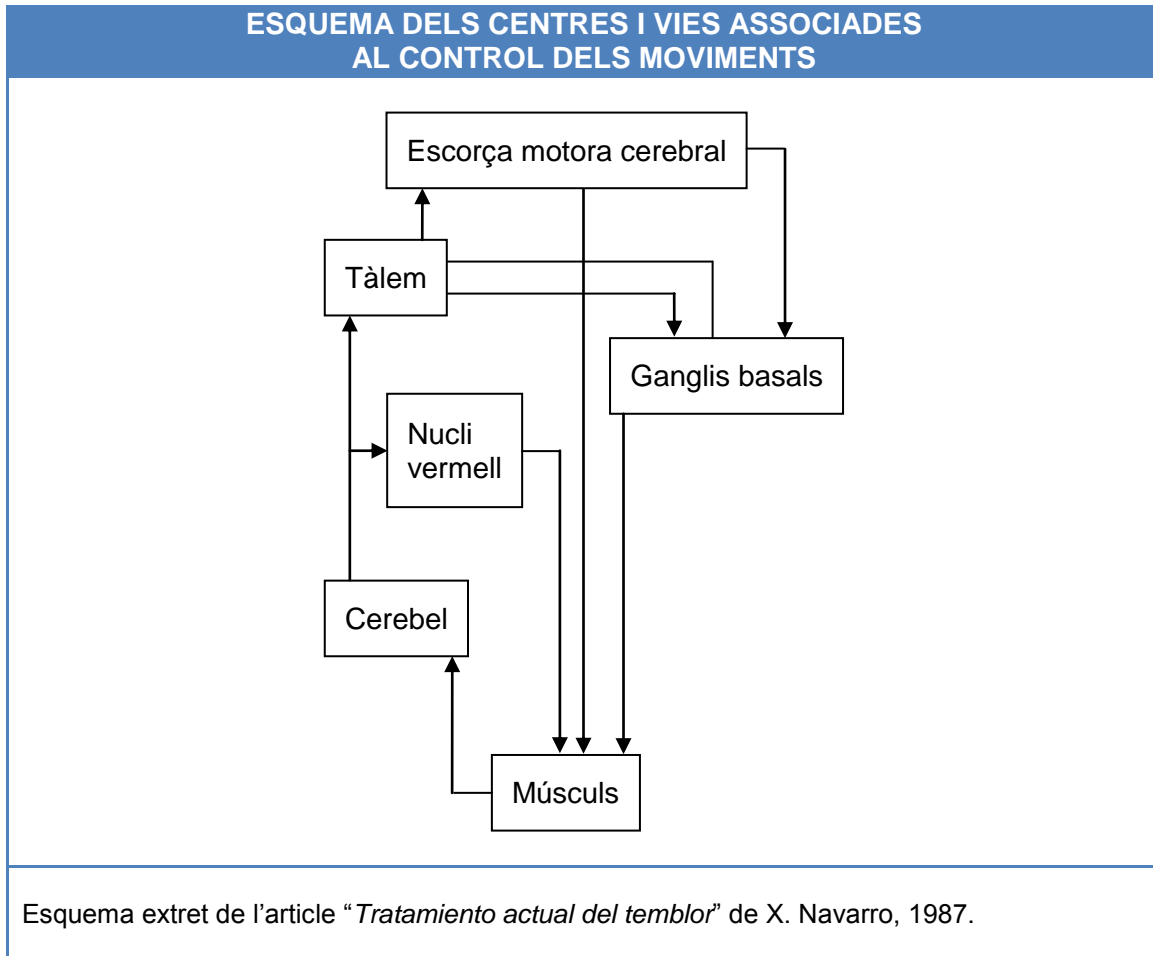 ESQUEMA DELS CENTRES I VIES ASSOCIADES
AL CONTROL DELS MOVIMENTS
Escorça motora cerebral
Tàlem
Ganglis basals
Nucli
vermell
Cerebel
Músculs
Esquema extret de l’article “Tratamiento actual del temblor” de X. Navarro, 1987.